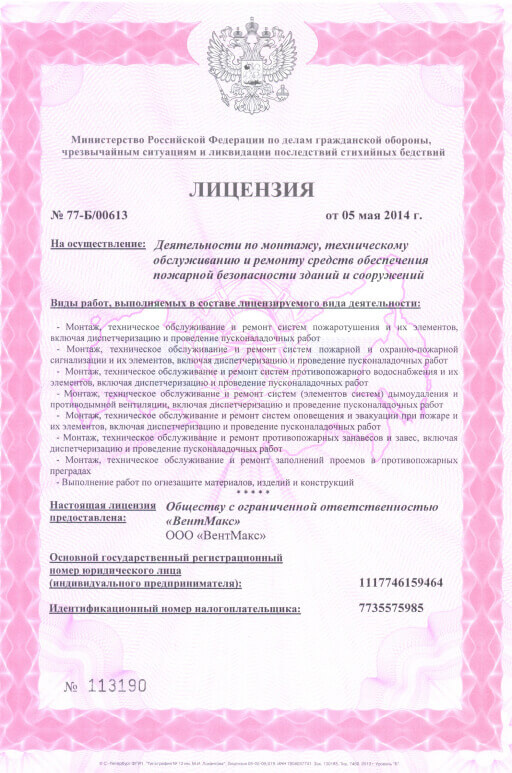 Министерство Российской Федерации по делам гражданской обороны,
чрезвычайным ситуациям и ликвидации последствий стихийных бедствий
ЛИЦЕНЗИЯ
№ 77-Б/00613 от 05 мая 2014 г.
На осуществление: Деятельности по монтажу, техническому
обслуживанию и ремонту средств обеспечения
пожарной безопасности зданий и сооружений
Виды работ, выполняемых в составе лицензируемого вида деятельности:
- Монтаж, техническое обслуживание и ремонт систем пожаротушения и их элементов,
включая диспетчеризацию и проведение пусконаладочных работ
- Монтаж, техническое обслуживание и ремонт систем пожарной и охранно-пожарной
сигнализации и их элементов, включая диспетчеризацию и проведение пусконаладочных работ
- Монтаж, техническое обслуживание и ремонт систем противопожарного водоснабжения и их
элементов, включая диспетчеризацию и проведение пусконаладочных работ
- Монтаж, техническое обслуживание и ремонт систем (элементов систем) дымоудаления и
противодымной вентиляции, включая диспетчеризацию и проведение пусконаладочных работ
- Монтаж, техническое обслуживание и ремонт систем оповещения и эвакуации при пожаре и
их элементов, включая диспетчеризацию и проведение пусконаладочных работ
- Монтаж, техническое обслуживание и ремонт противопожарных занавесов и завес, включая
диспетчеризацию и проведение пусконаладочных работ
- Монтаж, техническое обслуживание и ремонт заполнений проемов в противопожарных
преградах
- Выполнение работ по огнезащите материалов, изделий и конструкций
* * * * *
Настоящая лицензия Обществу с ограниченной ответственностью
предоставлена: «ВентМакс»
ООО «ВентМакс»
Основной государственный регистрационный
номер юридического лица
(индивидуального предпринимателя): 1117746159464
Идентификационный номер налогоплательщика: 7735575985
№ 113190